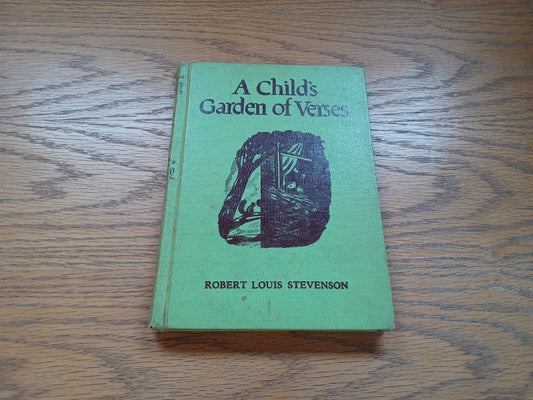 A Child's
Garden of Verses
ROBERT LOUIS STEVENSON